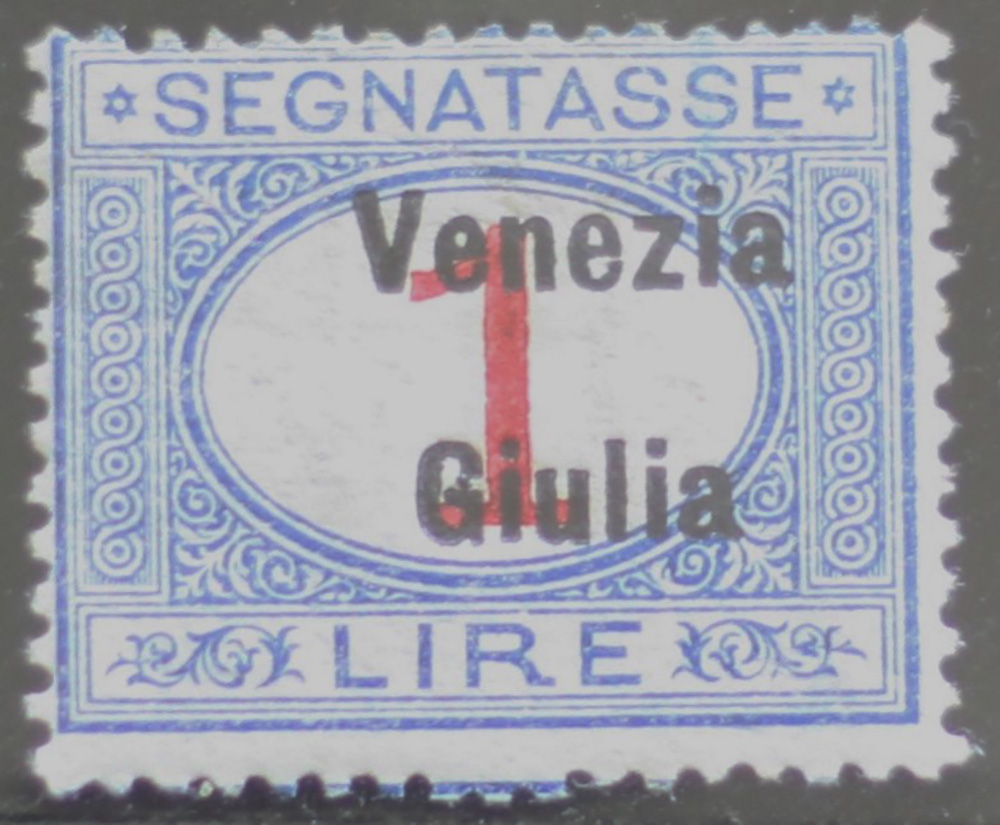 SEGNATASSE
Venezia
1
Giulia
LIRE